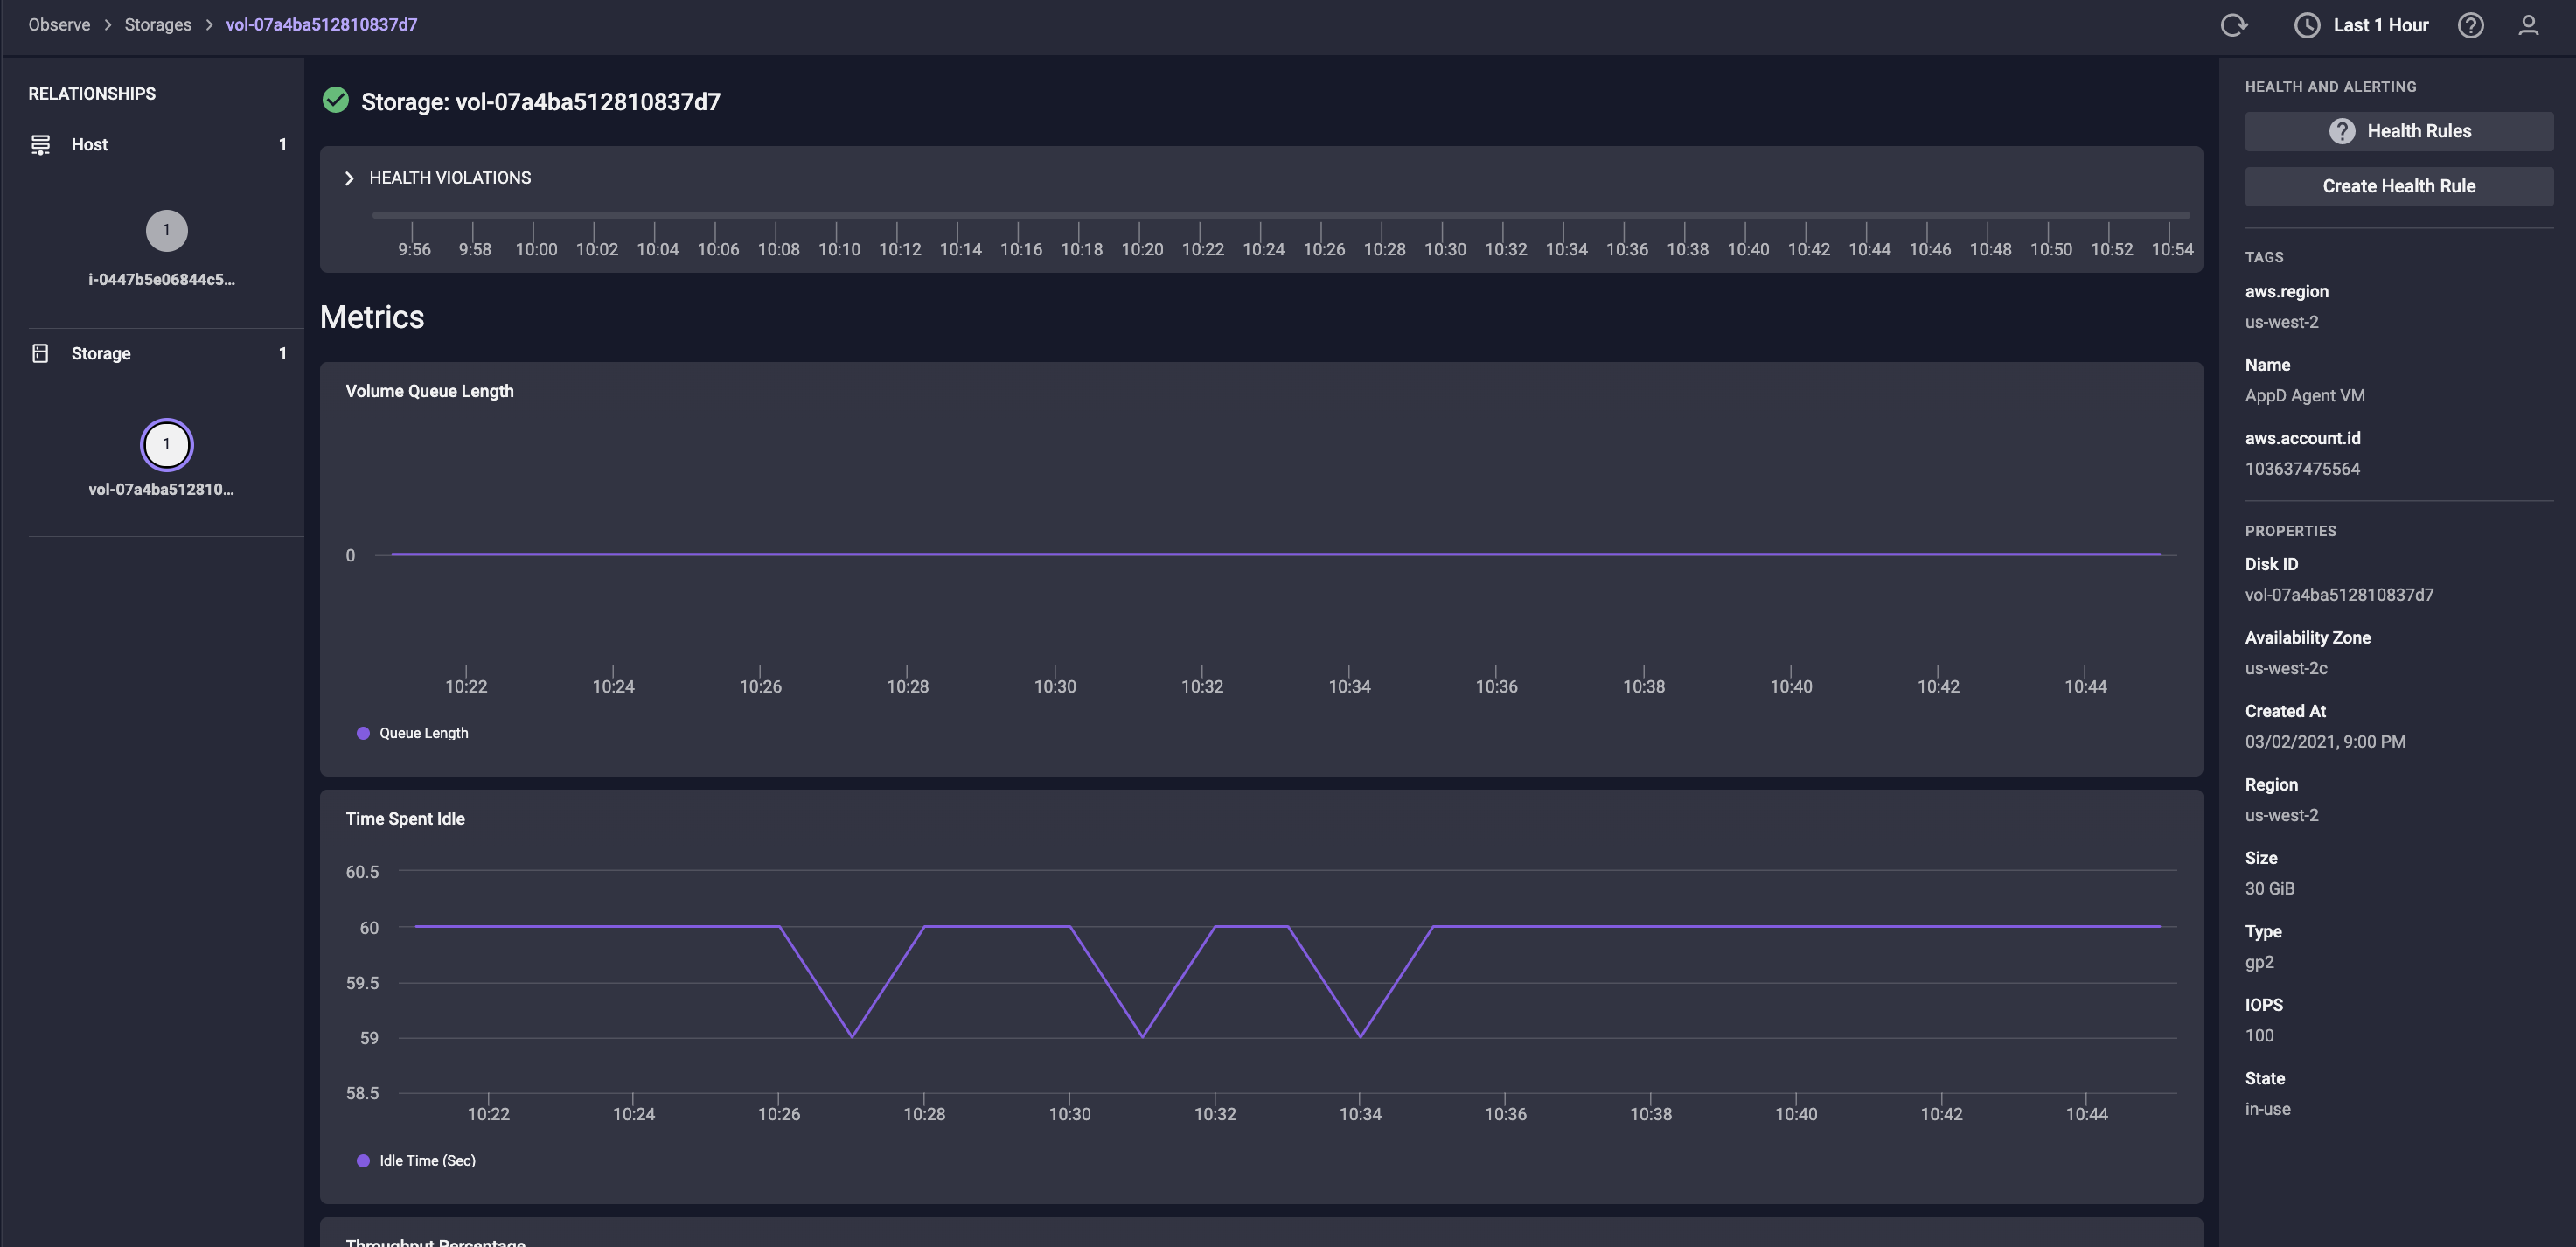 Observe > Storages > vol-07a4ba512810837d7
Last 1 Hour
RELATIONSHIPS
Host 1
1
i-0447b5e06844c5...
Storage 1
1
vol-07a4ba512810...
Storage: vol-07a4ba512810837d7
HEALTH VIOLATIONS
9:56 9:58 10:00 10:02 10:04 10:06 10:08 10:10 10:12 10:14 10:16 10:18 10:20 10:22 10:24 10:26 10:28 10:30 10:32 10:34 10:36 10:38 10:40 10:42 10:44 10:46 10:48 10:50 10:52 10:54
Metrics
Volume Queue Length
0
10:22 10:24 10:26 10:28 10:30 10:32 10:34 10:36 10:38 10:40 10:42 10:44
Queue Length
Time Spent Idle
60.5
60
59.5
59
58.5
10:22 10:24 10:26 10:28 10:30 10:32 10:34 10:36 10:38 10:40 10:42 10:44
Idle Time (Sec)
Throughput Percentage
HEALTH AND ALERTING
? Health Rules
Create Health Rule
TAGS
aws.region
us-west-2
Name
AppD Agent VM
aws.account.id
103637475564
PROPERTIES
Disk ID
vol-07a4ba512810837d7
Availability Zone
us-west-2c
Created At
03/02/2021, 9:00 PM
Region
us-west-2
Size
30 GiB
Type
gp2
IOPS
100
State
in-use